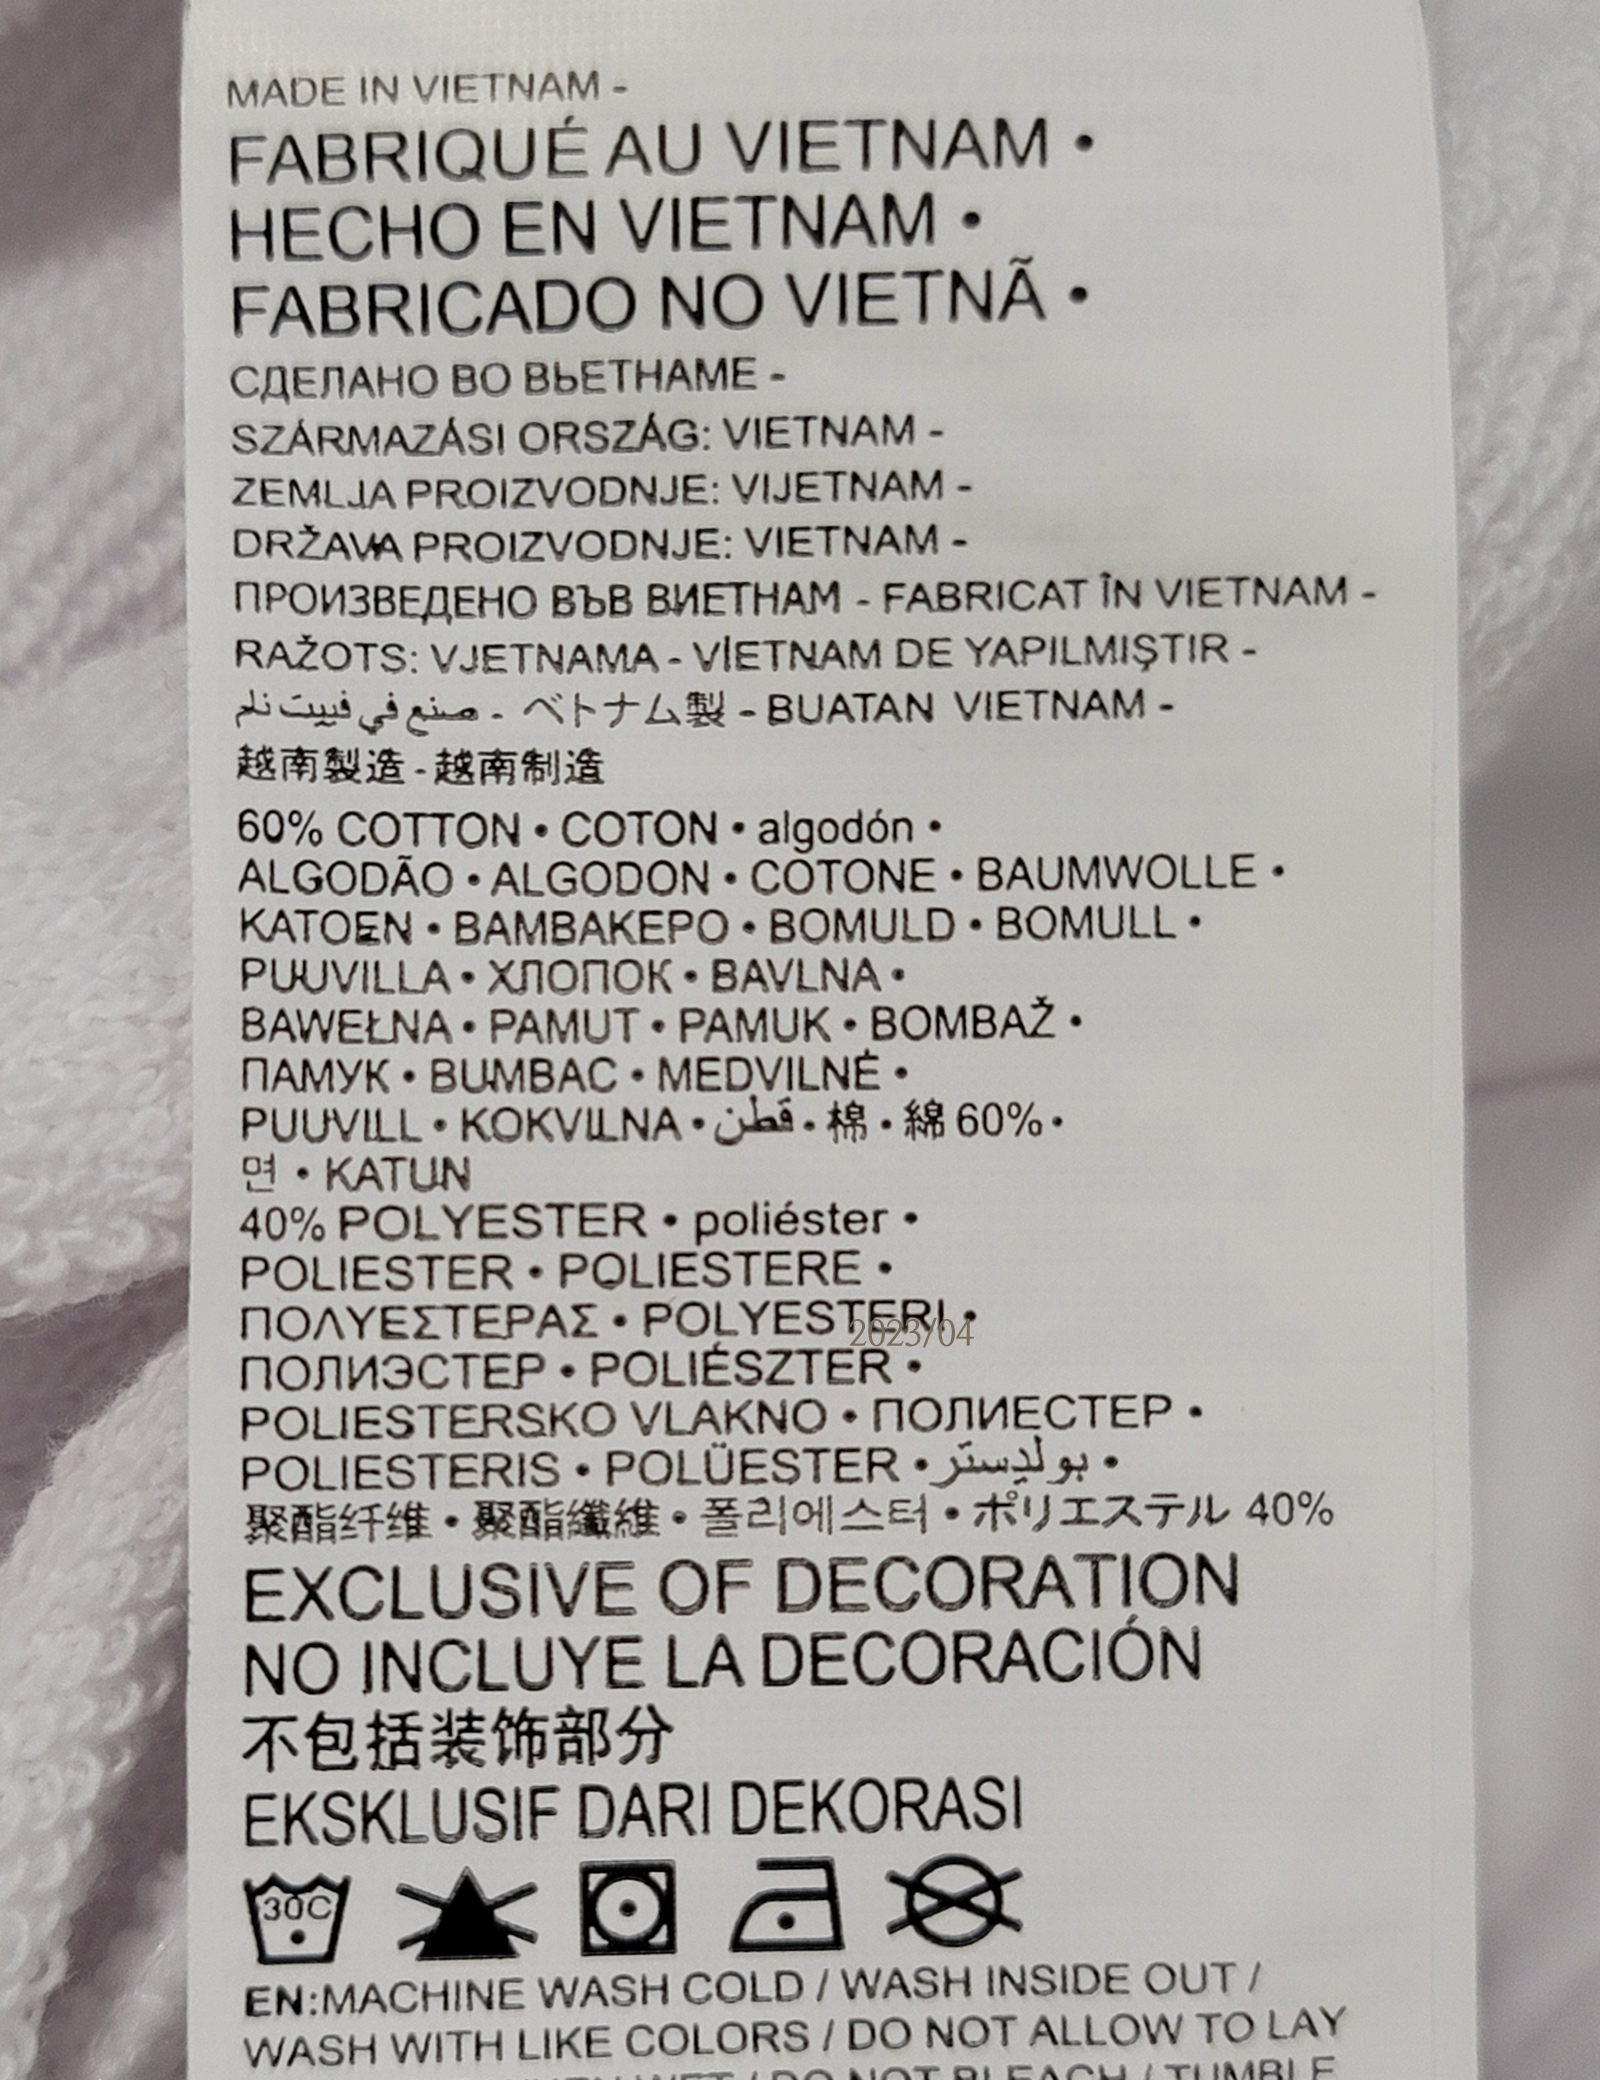 MADE IN VIETNAM -
FABRIQUÉ AU VIETNAM •
HECHO EN VIETNAM •
FABRICADO NO VIETNÃ •
СДЕЛАНО ВО ВЬЕТНАМЕ -
SZÁRMAZÁSI ORSZÁG: VIETNAM -
ZEMLJA PROIZVODNJE: VIJETNAM -
DRŽAVA PROIZVODNJE: VIETNAM -
ПРОИЗВЕДЕНО ВЪВ ВИЕТНАМ - FABRICAT ÎN VIETNAM -
RAŽOTS: VJETNAMA - VİETNAM DE YAPILMIŞTIR -
صنع في فييت نام - ベトナム製 - BUATAN VIETNAM -
越南製造 - 越南制造
60% COTTON • COTON • algodón •
ALGODÃO • ALGODON • COTONE • BAUMWOLLE •
KATOEN • ΒΑΜΒΑΚΕΡΟ • BOMULD • BOMULL •
PUUVILLA • ХЛОПОК • BAVLNA •
BAWEŁNA • PAMUT • PAMUK • BOMBAŽ •
ПАМУК • BUMBAC • MEDVILNĖ •
PUUVILL • KOKVILNA • قطن • 棉 • 綿 60% •
면 • KATUN
40% POLYESTER • poliéster •
POLIESTER • POLIESTERE •
ΠΟΛΥΕΣΤΕΡΑΣ • POLYESTERI •
2023/04
ПОЛИЭСТЕР • POLIÉSZTER •
POLIESTERSKO VLAKNO • ПОЛИЕСТЕР •
POLIESTERIS • POLÜESTER • بوليستر •
聚酯纤维 • 聚酯纖維 • 폴리에스터 • ポリエステル 40%
EXCLUSIVE OF DECORATION
NO INCLUYE LA DECORACIÓN
不包括装饰部分
EKSKLUSIF DARI DEKORASI
30C
EN:MACHINE WASH COLD / WASH INSIDE OUT /
WASH WITH LIKE COLORS / DO NOT ALLOW TO LAY
WET / DO NOT BLEACH / TUMBLE